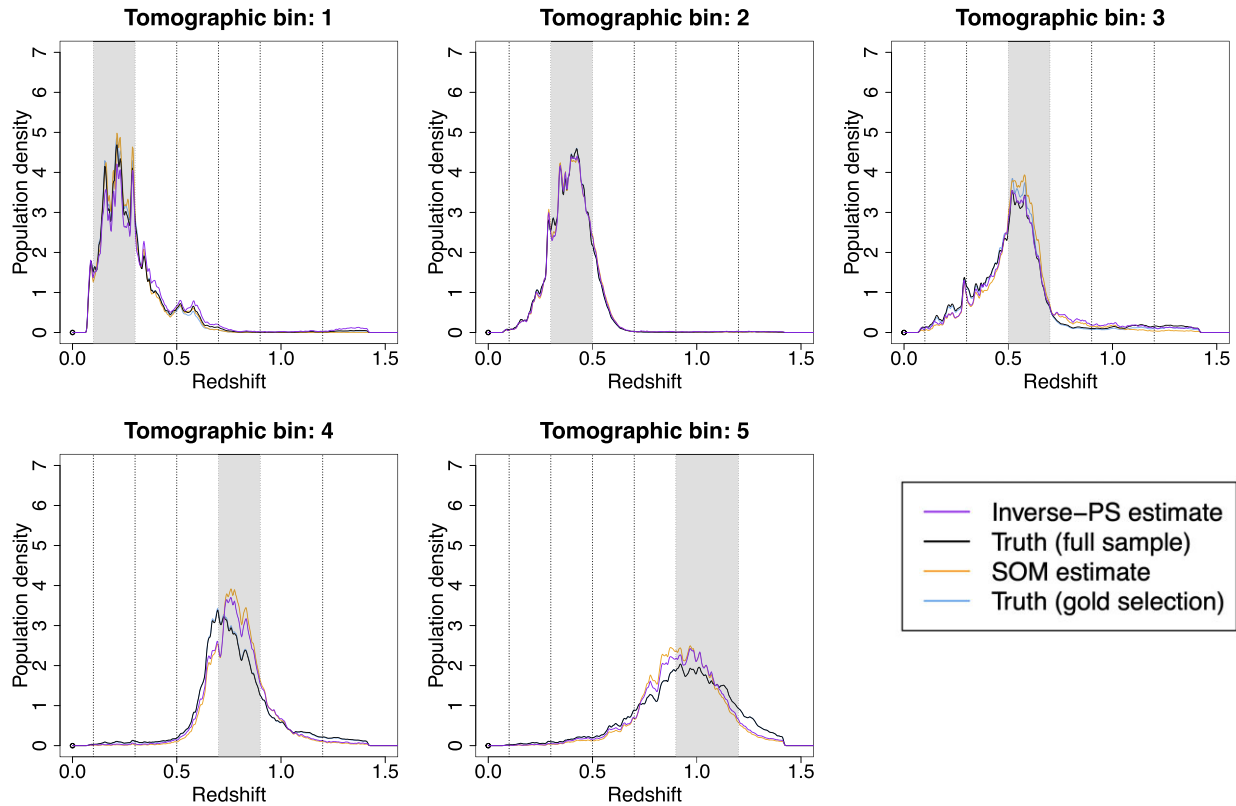 Tomographic bin: 1
Population density
7
6
5
4
3
2
1
0
0.0 0.5 1.0 1.5
Redshift
Tomographic bin: 2
Population density
7
6
5
4
3
2
1
0
0.0 0.5 1.0 1.5
Redshift
Tomographic bin: 3
Population density
7
6
5
4
3
2
1
0
0.0 0.5 1.0 1.5
Redshift
Tomographic bin: 4
Population density
7
6
5
4
3
2
1
0
0.0 0.5 1.0 1.5
Redshift
Tomographic bin: 5
Population density
7
6
5
4
3
2
1
0
0.0 0.5 1.0 1.5
Redshift
Inverse−PS estimate
Truth (full sample)
SOM estimate
Truth (gold selection)